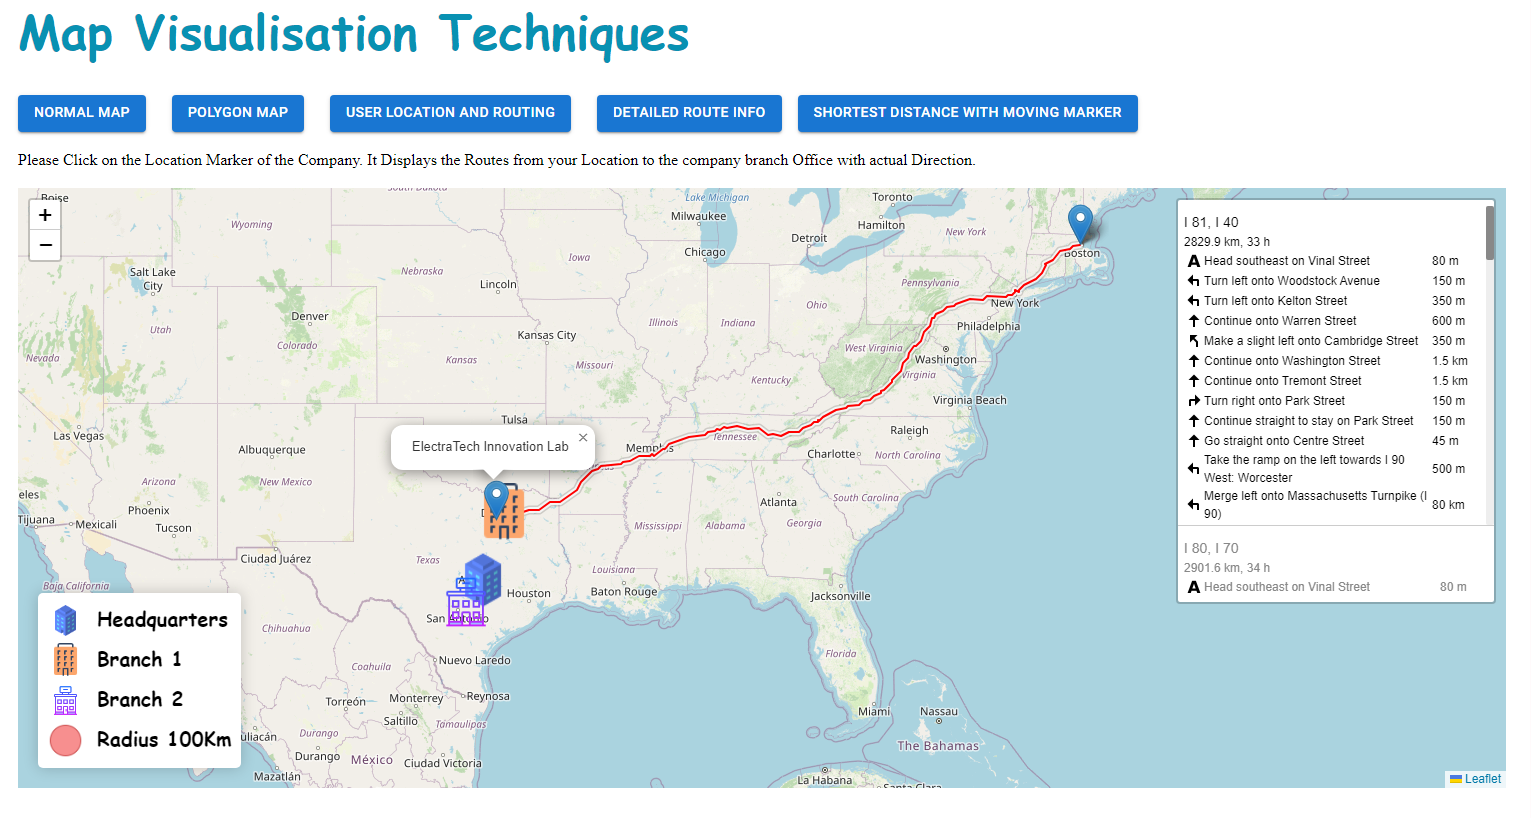 Map Visualisation Techniques
NORMAL MAP
POLYGON MAP
USER LOCATION AND ROUTING
DETAILED ROUTE INFO
SHORTEST DISTANCE WITH MOVING MARKER
Please Click on the Location Marker of the Company. It Displays the Routes from your Location to the company branch Office with actual Direction.
+
−
Boise
South Dakota
Lake Michigan
Toronto
Milwaukee
Wyoming
Hamilton
New York
Detroit
Chicago
Boston
Iowa
Salt Lake
City
Nebraska
Lincoln
Pennsylvania
New York
Ohio
Denver
Utah
Illinois
Indiana
Philadelphia
Kansas City
Colorado
West Virginia
Washington
Nevada
Kansas
Missouri
Kentucky
Virginia
Virginia Beach
Tulsa
Las Vegas
Tennessee
Raleigh
Albuquerque
ElectraTech Innovation Lab
×
Memphis
Charlotte
North Carolina
Arizona
New Mexico
eles
Phoenix
Atlanta
South Carolina
Tijuana
Mexicali
Tucson
Mississippi
Alabama
Georgia
Ciudad Juárez
Texas
Louisiana
Baja California
Houston
Baton Rouge
Jacksonville
San Antonio
Chihuahua
Florida
Coahuila
Nuevo Laredo
Torreón
Monterrey
Reynosa
Saltillo
Tamaulipas
Miami
Nassau
Durango
uliacán
Durango
México
Ciudad Victoria
The Bahamas
Mazatlán
La Habana
Santa Clara
Headquarters
Branch 1
Branch 2
Radius 100Km
I 81, I 40
2829.9 km, 33 h
Head southeast on Vinal Street 80 m
Turn left onto Woodstock Avenue 150 m
Turn left onto Kelton Street 350 m
Continue onto Warren Street 600 m
Make a slight left onto Cambridge Street 350 m
Continue onto Washington Street 1.5 km
Continue onto Tremont Street 1.5 km
Turn right onto Park Street 150 m
Continue straight to stay on Park Street 150 m
Go straight onto Centre Street 45 m
Take the ramp on the left towards I 90
West: Worcester 500 m
Merge left onto Massachusetts Turnpike (I
90) 80 km
I 80, I 70
2901.6 km, 34 h
Head southeast on Vinal Street 80 m
Leaflet